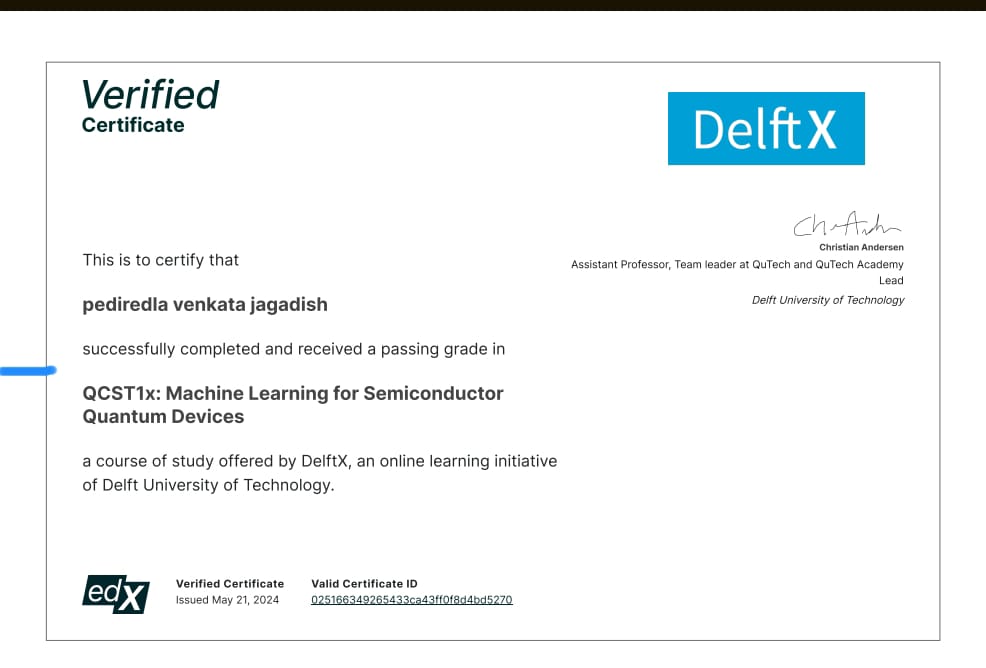 Verified
Certificate
DelftX
Christian Andersen
Assistant Professor, Team leader at QuTech and QuTech Academy
Lead
Delft University of Technology
This is to certify that
pediredla venkata jagadish
successfully completed and received a passing grade in
QCST1x: Machine Learning for Semiconductor
Quantum Devices
a course of study offered by DelftX, an online learning initiative
of Delft University of Technology.
edX
Verified Certificate
Issued May 21, 2024
Valid Certificate ID
025166349265433ca43ff0f8d4bd5270